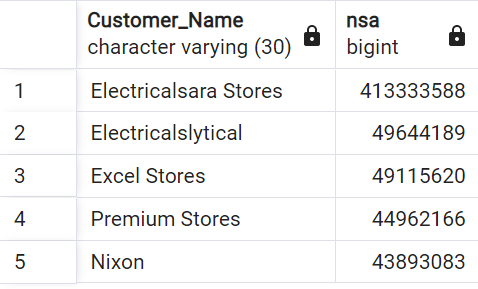 Customer_Name nsa
character varying (30) bigint
1 Electricalsara Stores 413333588
2 Electricalslytical 49644189
3 Excel Stores 49115620
4 Premium Stores 44962166
5 Nixon 43893083